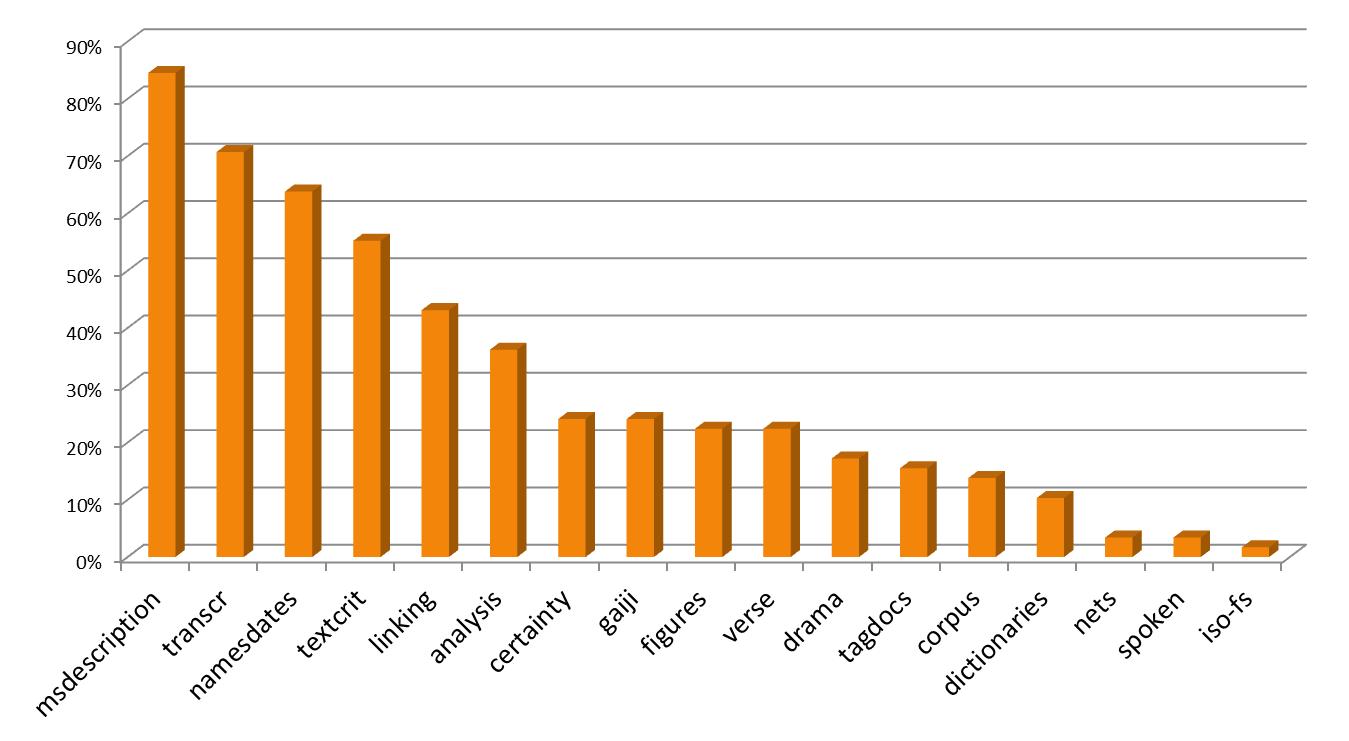 90%
80%
70%
60%
50%
40%
30%
20%
10%
0%
msdescription
transcr
namesdates
textcrit
linking
analysis
certainty
gaiji
figures
verse
drama
tagdocs
corpus
dictionaries
nets
spoken
iso-fs